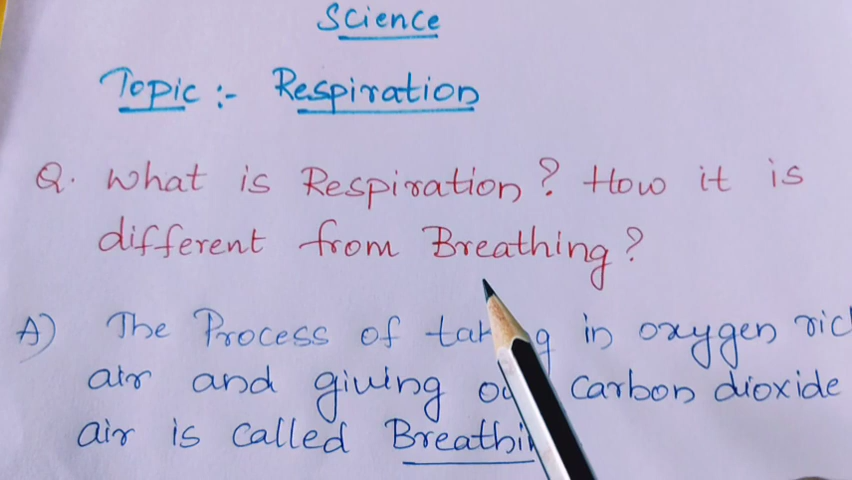 Science
Topic :- Respiration
Q. What is Respiration? How it is
different from Breathing?
A) The Process of in oxygen
air and giving carbon dioxide
air is called